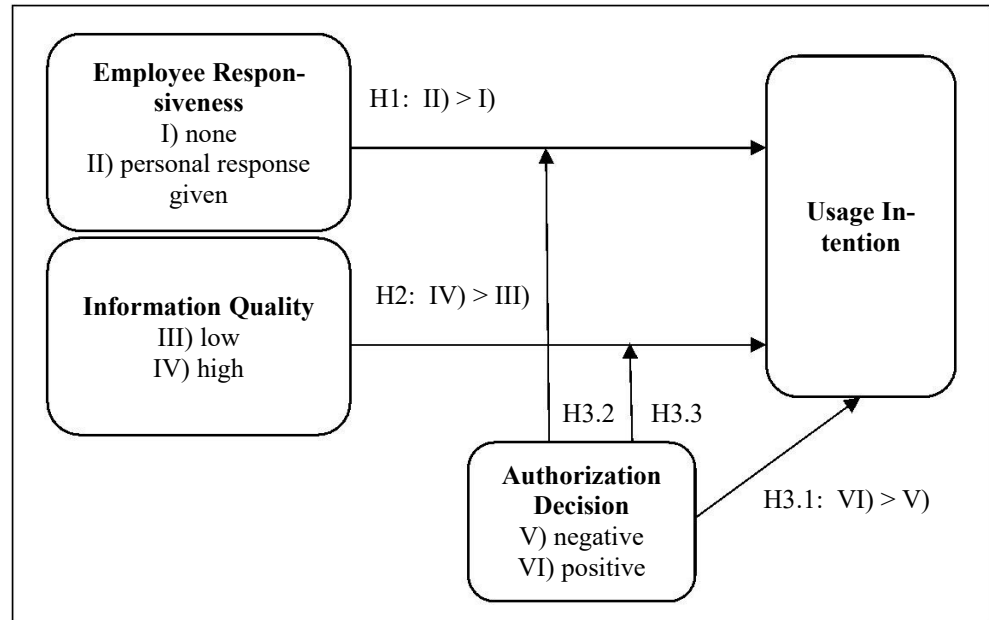 Employee Respon-
siveness
I) none
II) personal response
given
H1:  II) > I)
Usage In-
tention
Information Quality
III) low
IV) high
H2:  IV) > III)
H3.2
H3.3
Authorization
Decision
V) negative
VI) positive
H3.1:  VI) > V)